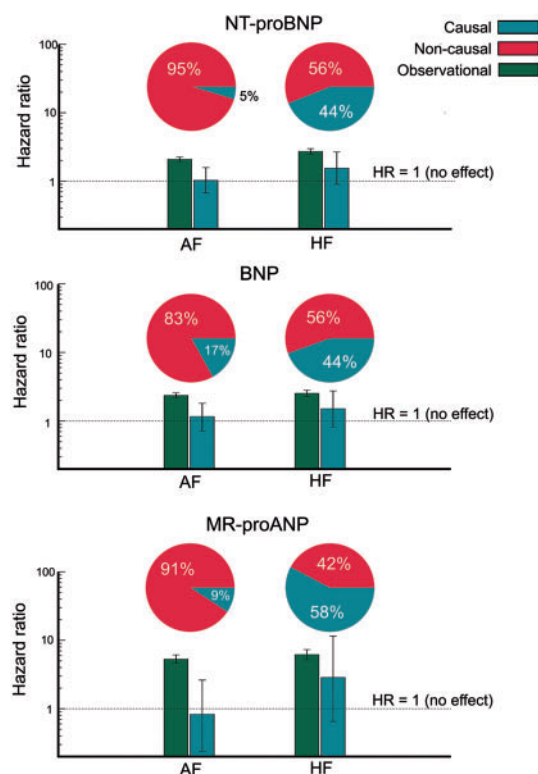 NT-proBNP
Causal
Non-causal
Observational
Hazard ratio
100
10
1
95%
5%
56%
44%
HR = 1 (no effect)
AF
HF
BNP
Hazard ratio
100
10
1
83%
17%
56%
44%
HR = 1 (no effect)
AF
HF
MR-proANP
Hazard ratio
100
10
1
91%
9%
42%
58%
HR = 1 (no effect)
AF
HF